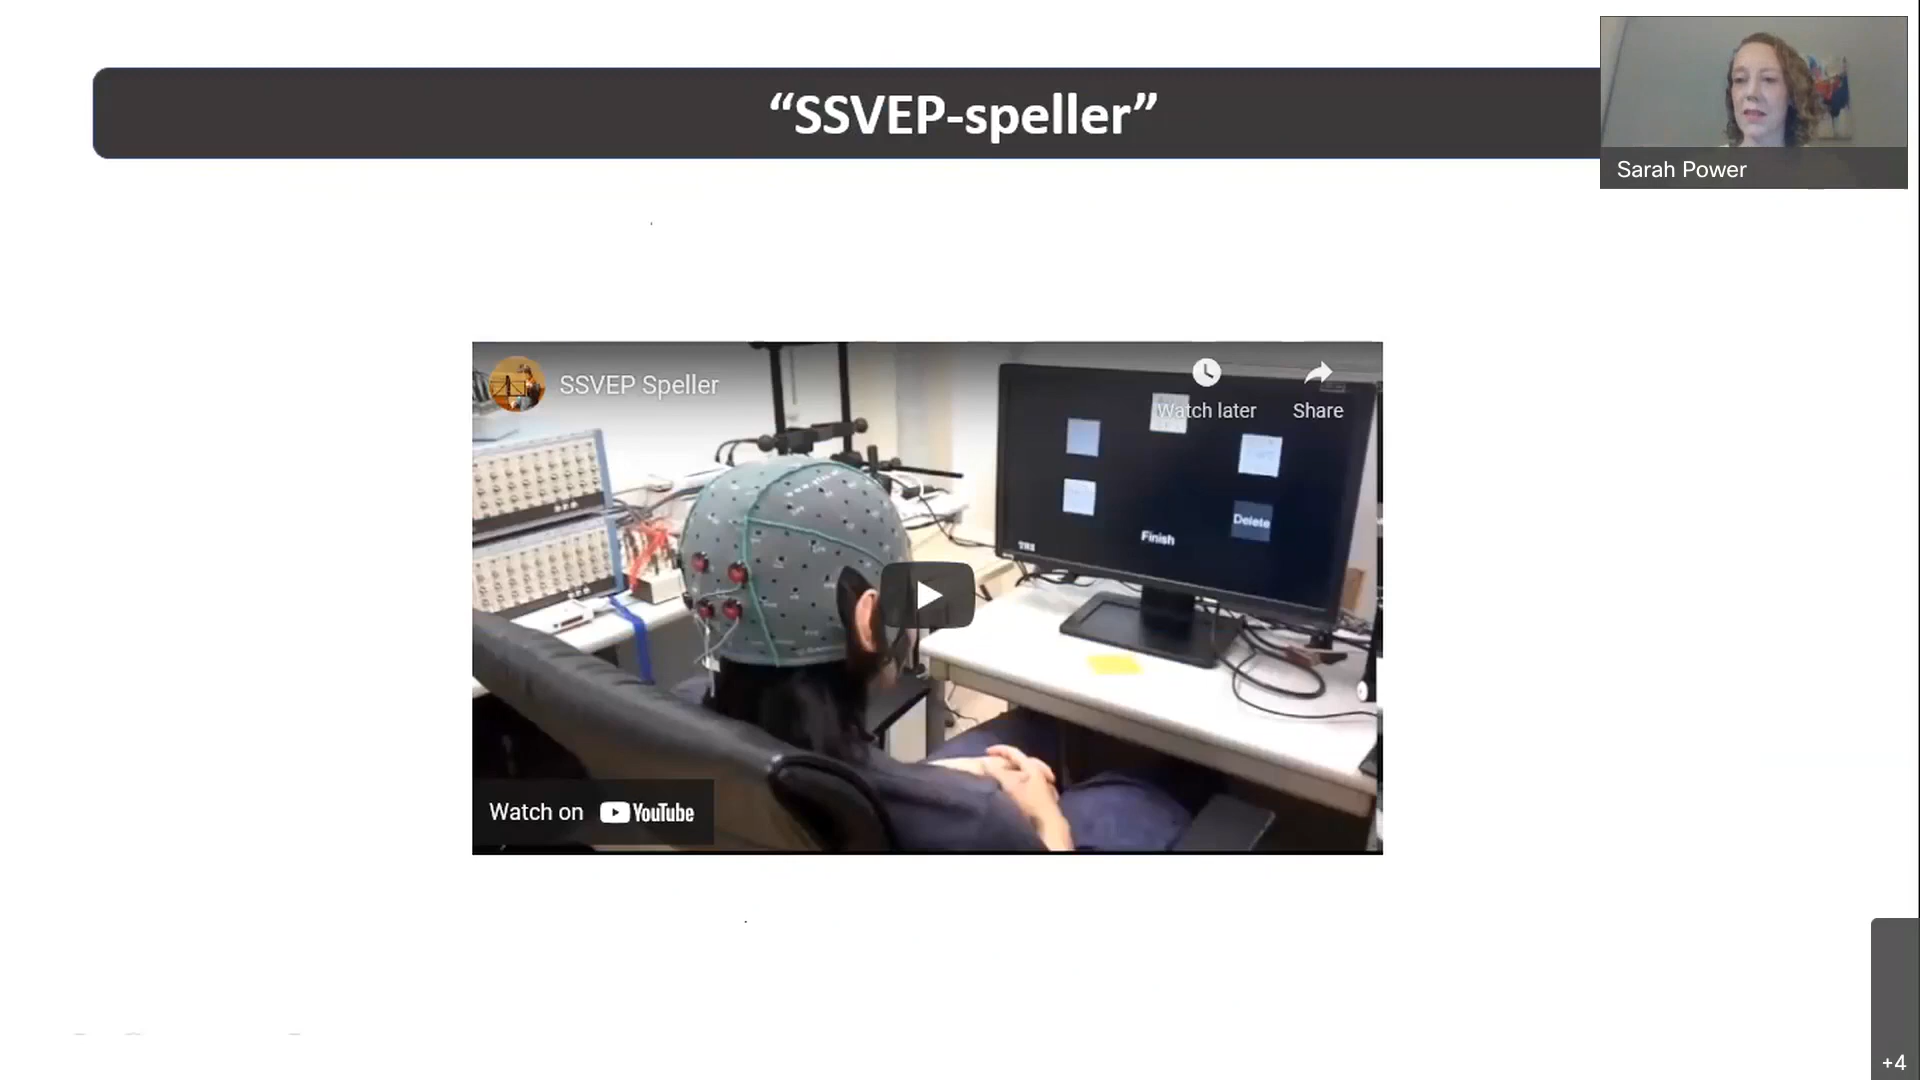 “SSVEP-speller”
Sarah Power
SSVEP Speller
Watch later
Share
Delete
Finish
Watch on YouTube
+4